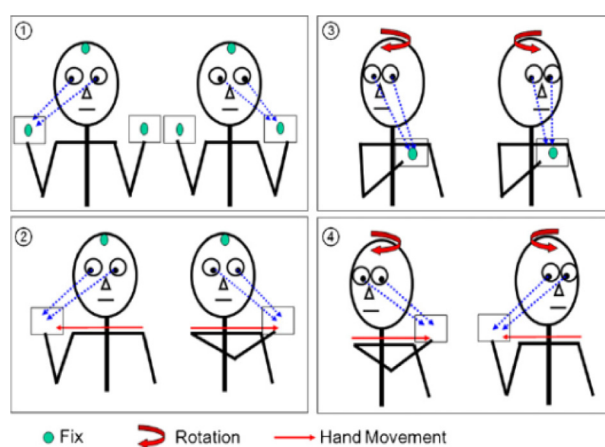 ①
③
②
④
Fix Rotation Hand Movement